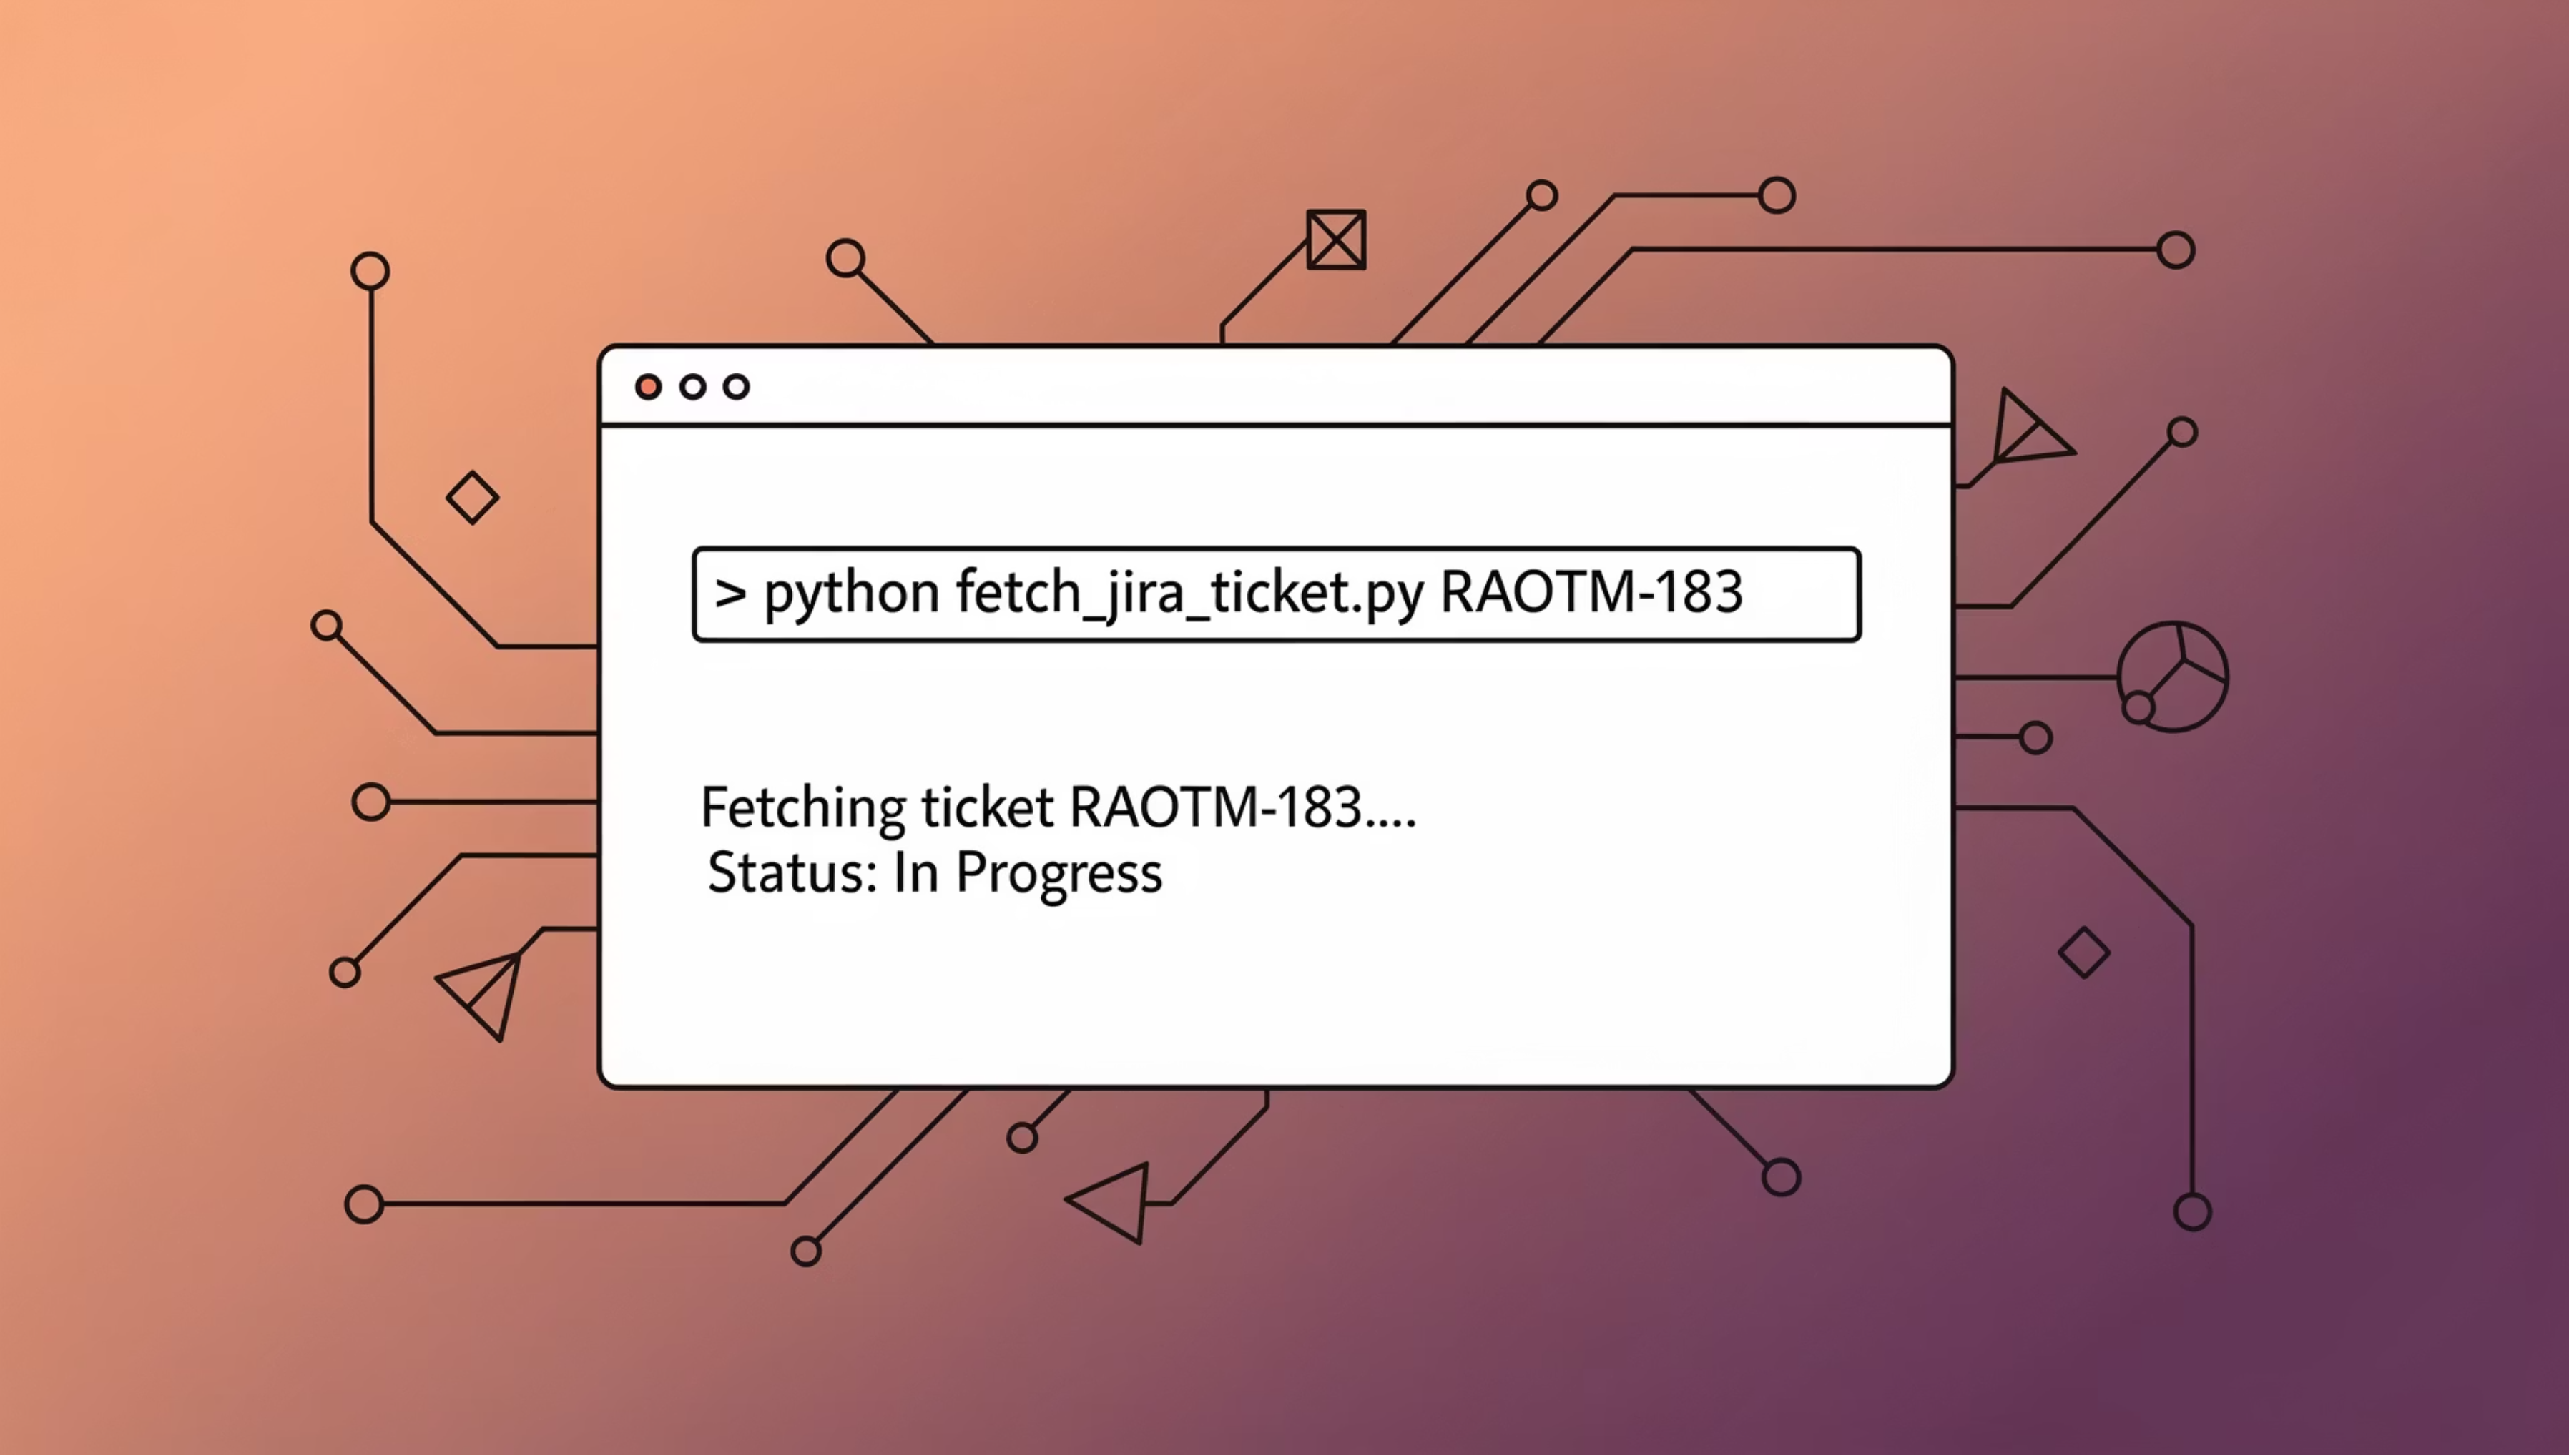 > python fetch_jira_ticket.py RAOTM-183
Fetching ticket RAOTM-183....
Status: In Progress